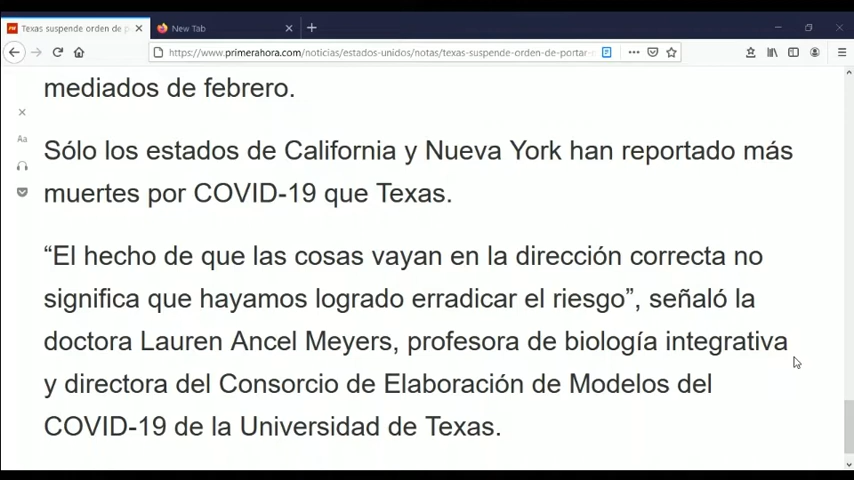 Texas suspende orden de p
New Tab
https://www.primerahora.com/noticias/estados-unidos/notas/texas-suspende-orden-de-portar-
mediados de febrero.
Aa
Sólo los estados de California y Nueva York han reportado más
muertes por COVID-19 que Texas.
“El hecho de que las cosas vayan en la dirección correcta no
significa que hayamos logrado erradicar el riesgo”, señaló la
doctora Lauren Ancel Meyers, profesora de biología integrativa
y directora del Consorcio de Elaboración de Modelos del
COVID-19 de la Universidad de Texas.